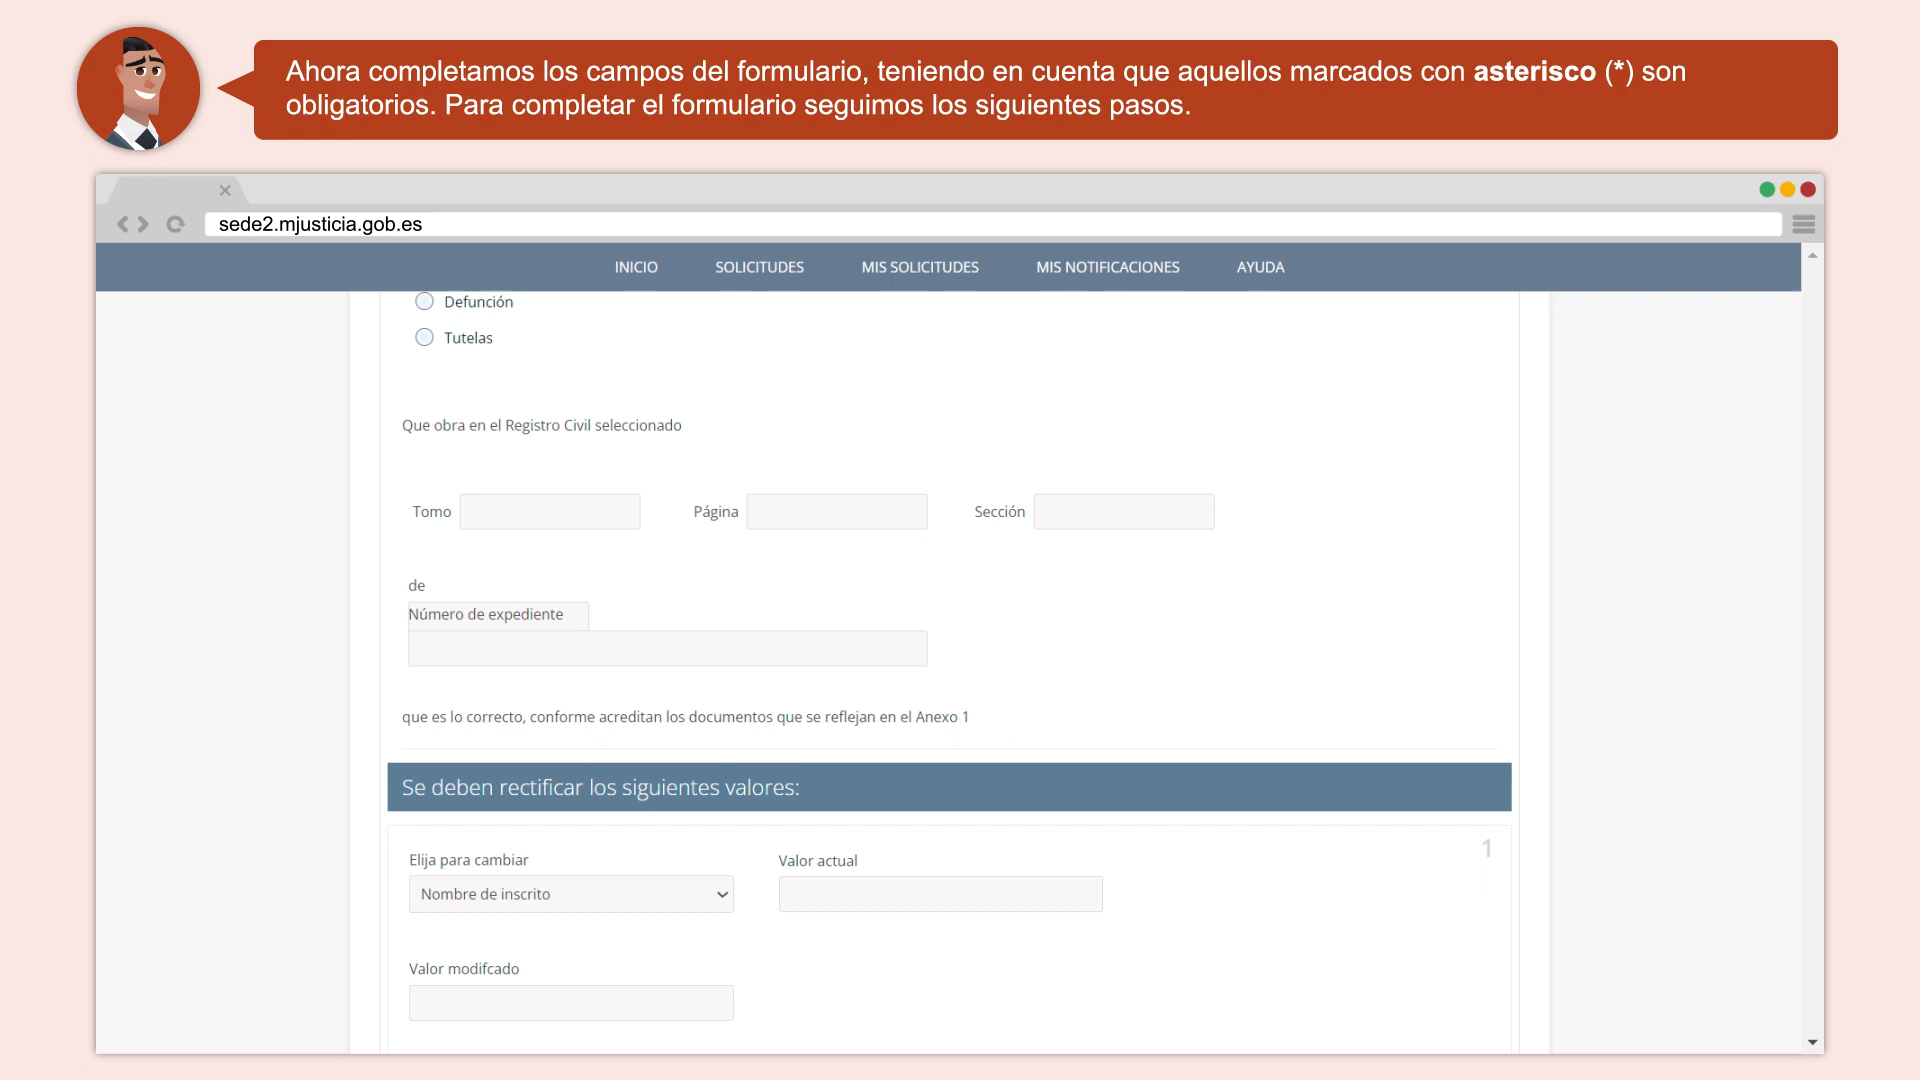 Ahora completamos los campos del formulario, teniendo en cuenta que aquellos marcados con asterisco (*) son
obligatorios. Para completar el formulario seguimos los siguientes pasos.
sede2.mjusticia.gob.es
INICIO SOLICITUDES MIS SOLICITUDES MIS NOTIFICACIONES AYUDA
Defunción
Tutelas
Que obra en el Registro Civil seleccionado
Tomo Página Sección
de
Número de expediente
que es lo correcto, conforme acreditan los documentos que se reflejan en el Anexo 1
Se deben rectificar los siguientes valores:
1
Elija para cambiar Valor actual
Nombre de inscrito
Valor modifcado